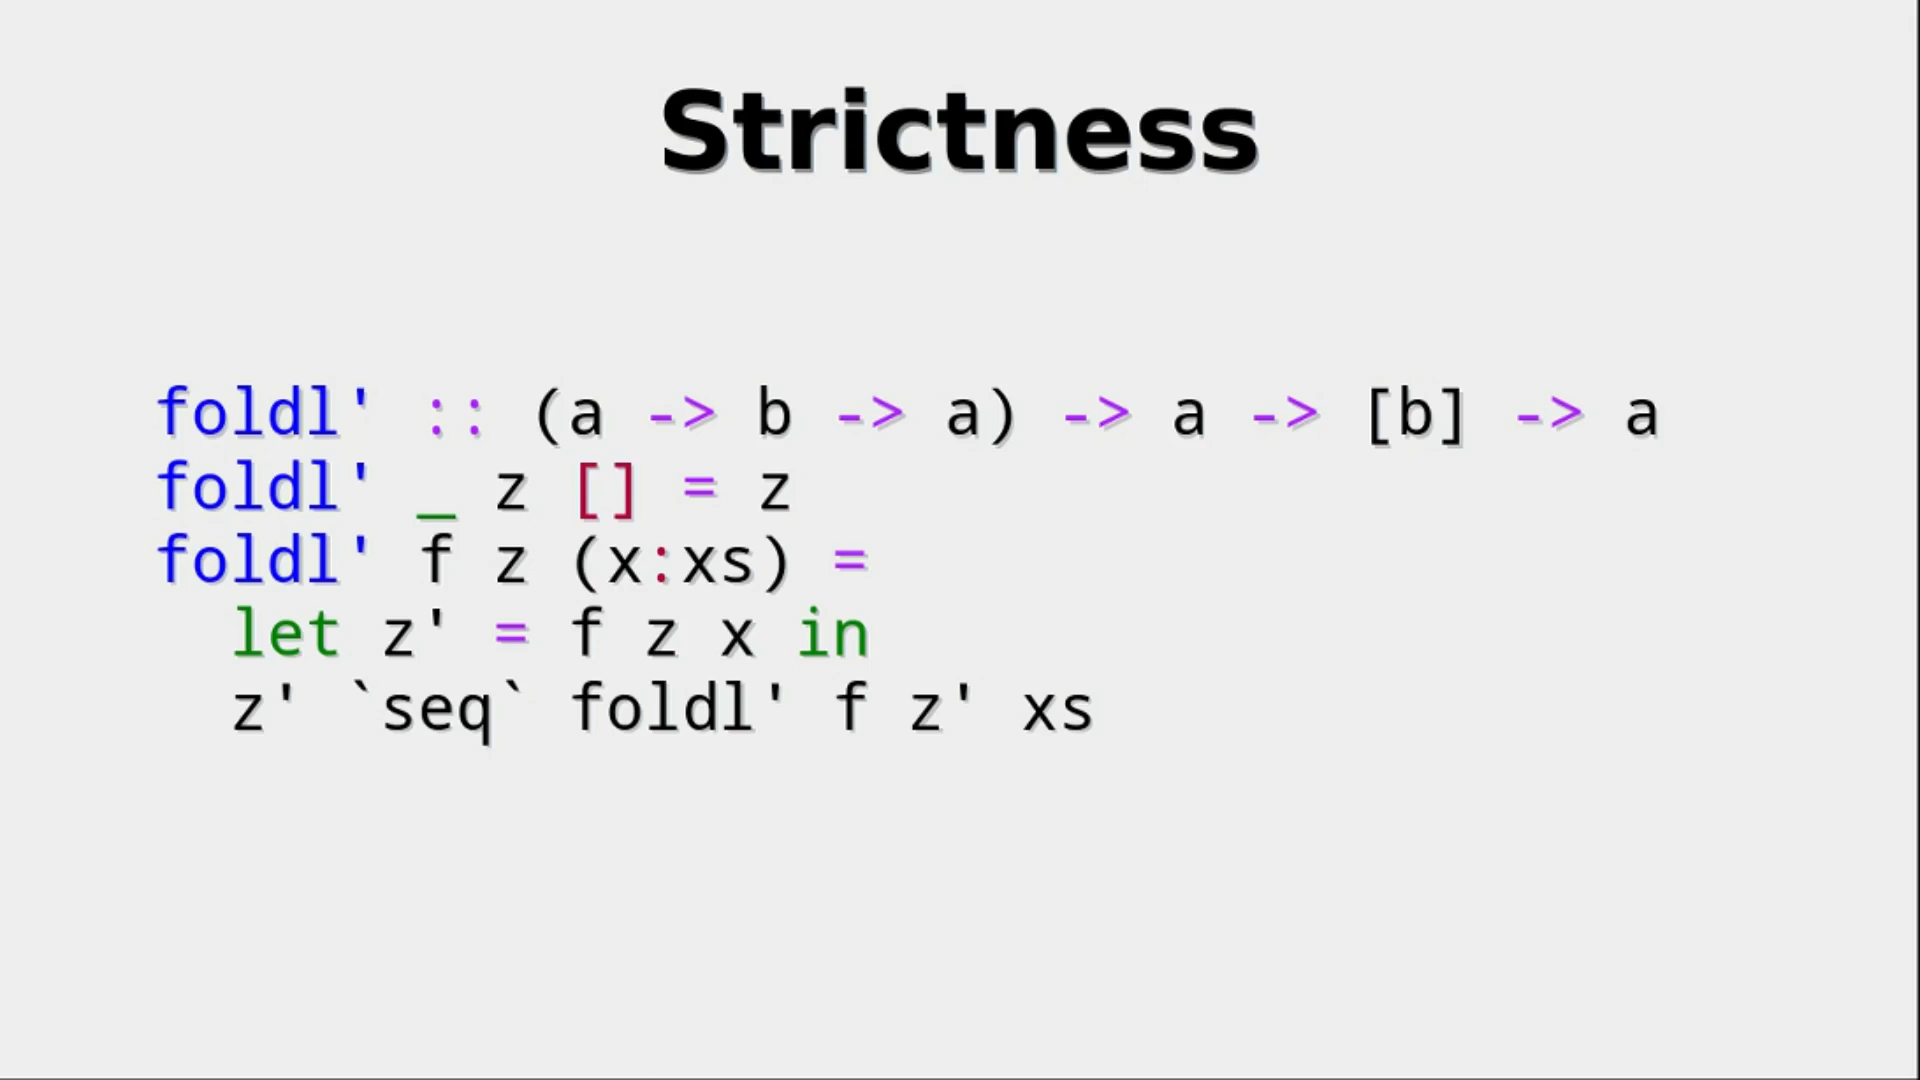 Strictness
foldl' :: (a -> b -> a) -> a -> [b] -> a
foldl' _ z [] = z
foldl' f z (x:xs) =
  let z' = f z x in
  z' `seq` foldl' f z' xs